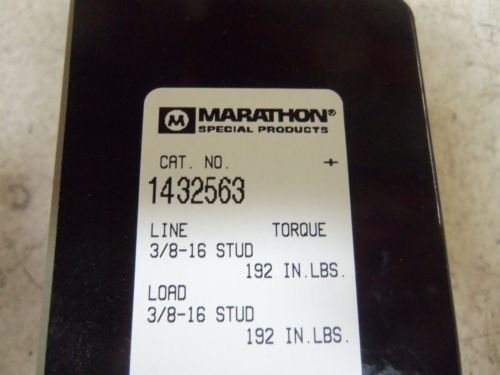 M MARATHON®
SPECIAL PRODUCTS
CAT. NO.
1432563
LINE TORQUE
3/8-16 STUD
192 IN.LBS.
LOAD
3/8-16 STUD
192 IN.LBS.